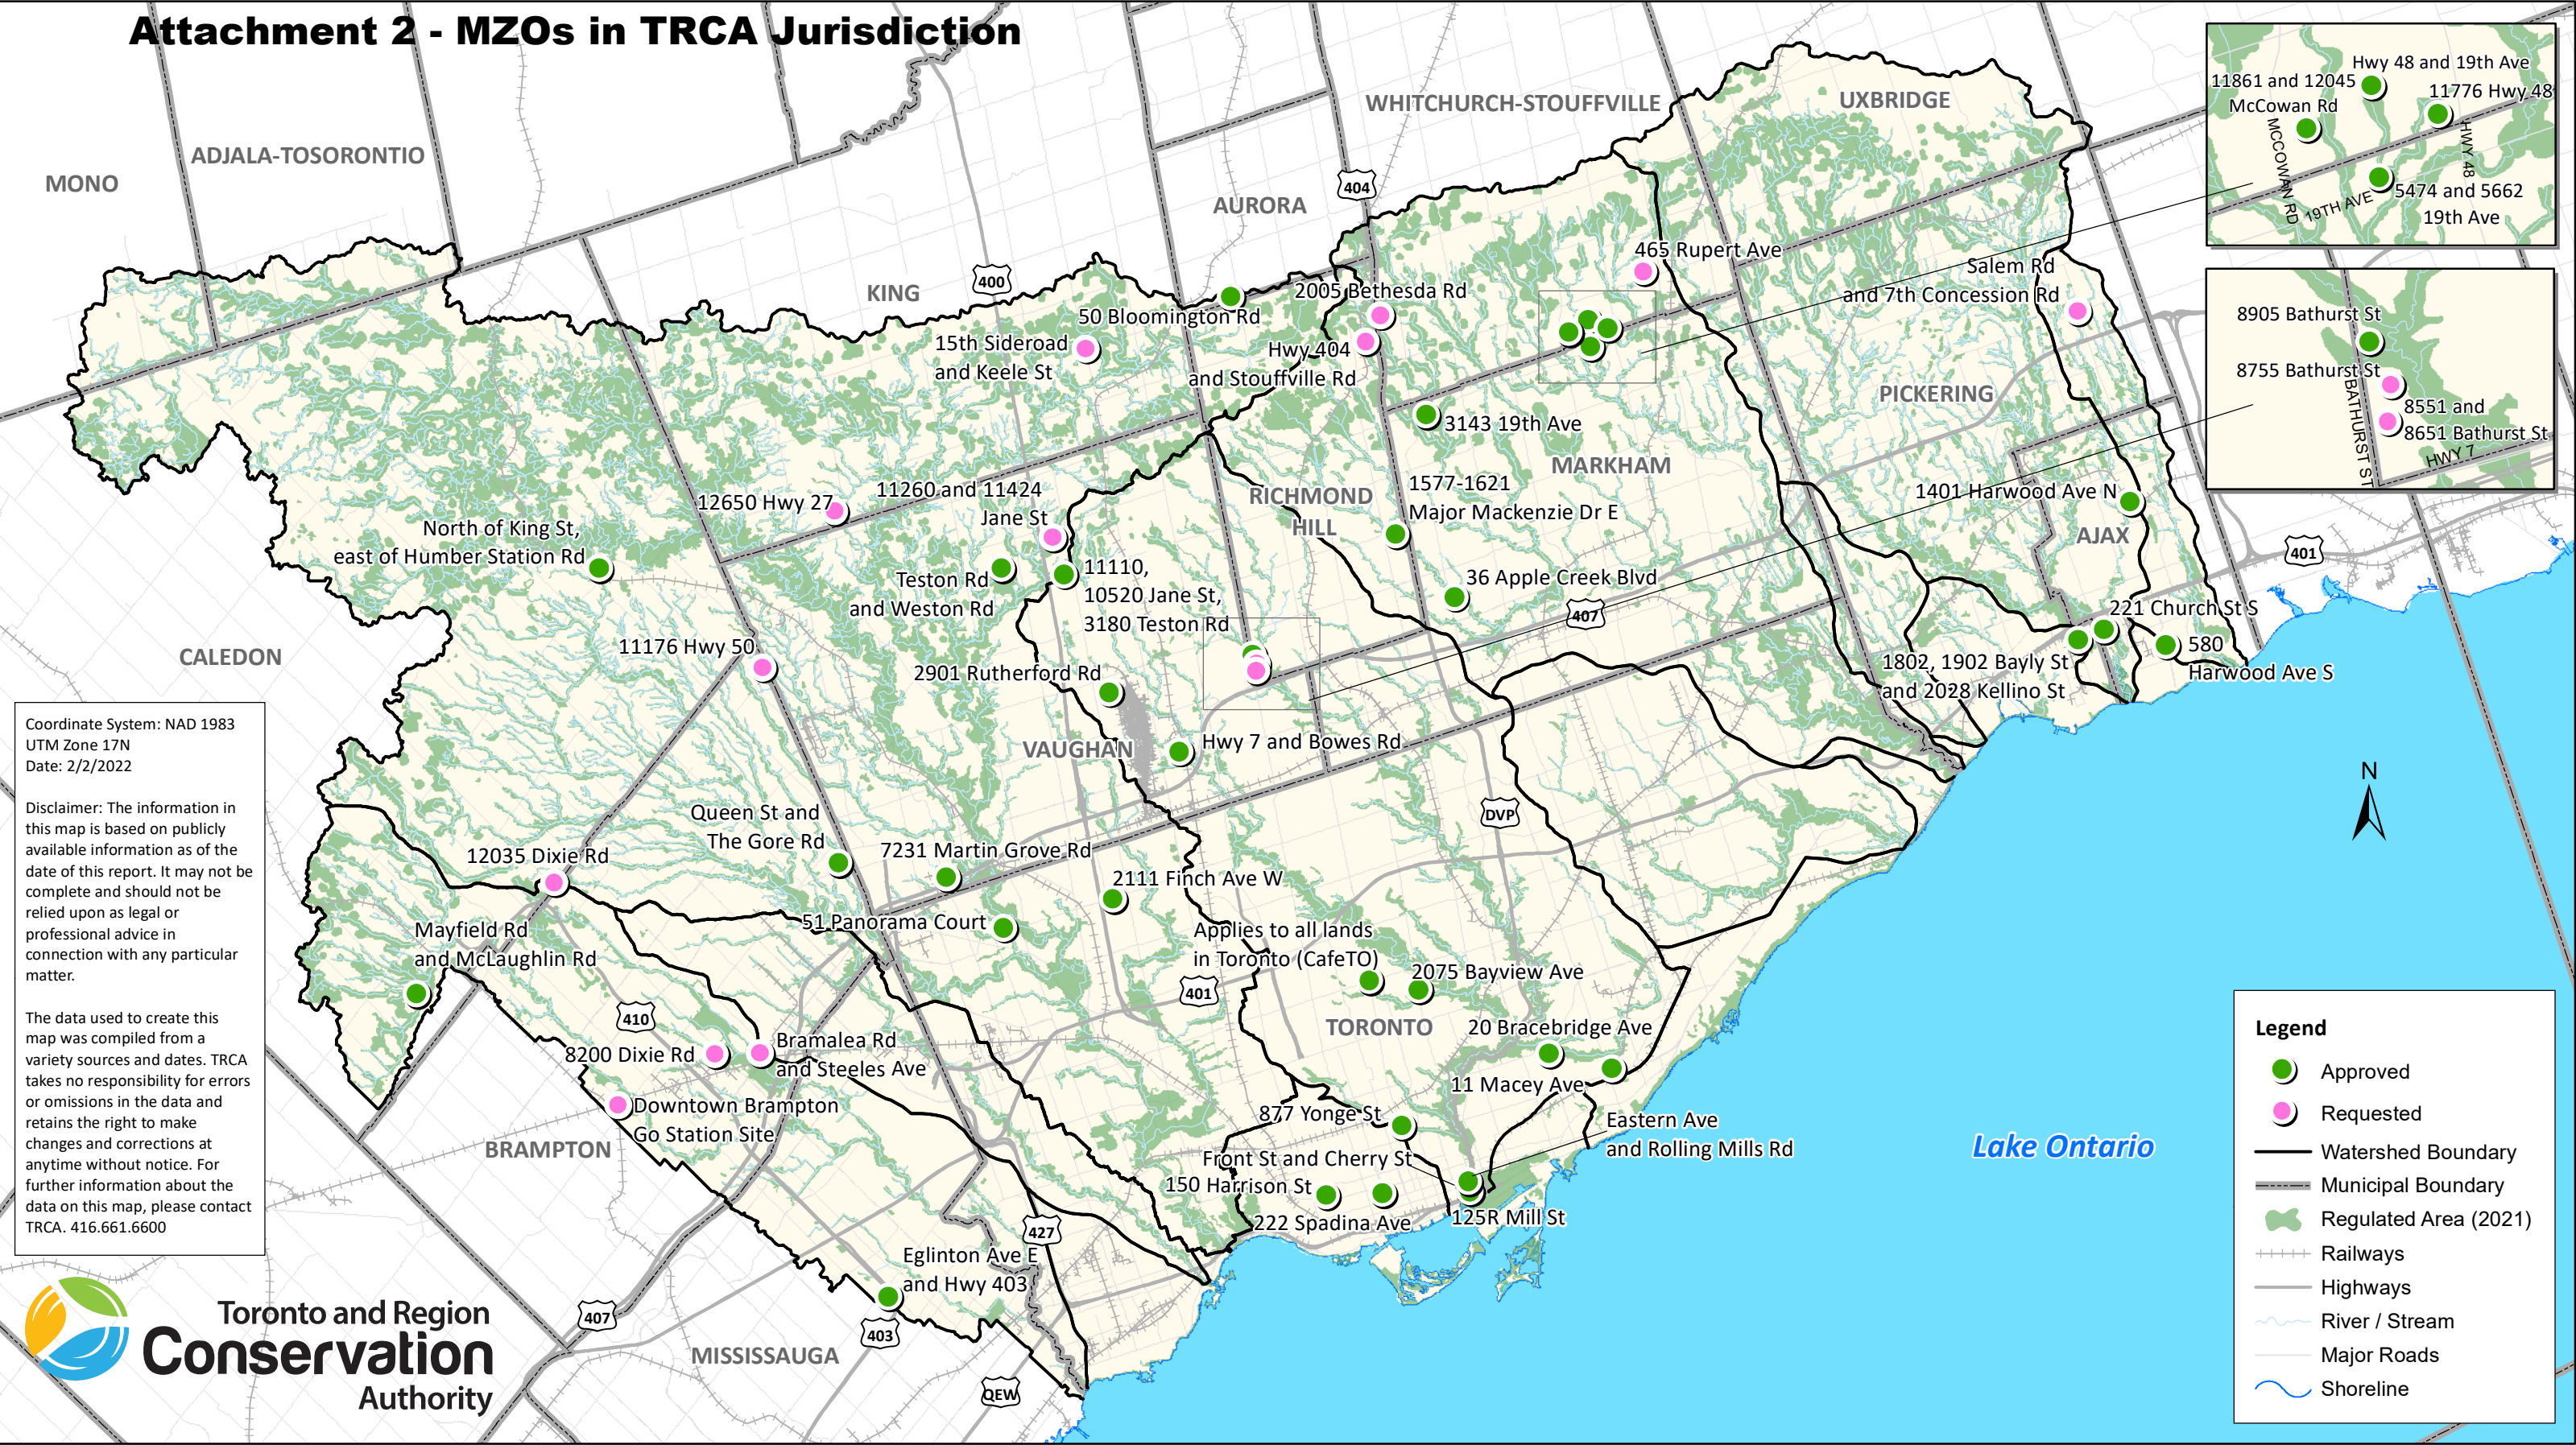 Attachment 2 - MZOs in TRCA Jurisdiction
MONO
ADJALA-TOSORONTIO
KING
AURORA
WHITCHURCH-STOUFFVILLE
UXBRIDGE
404
400
Hwy 48 and 19th Ave
11861 and 12045
McCowan Rd
11776 Hwy 48
MCCOWAN RD
HWY 48
19TH AVE
5474 and 5662
19th Ave
8905 Bathurst St
8755 Bathurst St
8551 and
8651 Bathurst St
BATHURST ST
HWY 7
465 Rupert Ave
Salem Rd
and 7th Concession Rd
2005 Bethesda Rd
50 Bloomington Rd
15th Sideroad
and Keele St
Hwy 404
and Stouffville Rd
PICKERING
3143 19th Ave
MARKHAM
RICHMOND
HILL
1577-1621
Major Mackenzie Dr E
1401 Harwood Ave N
AJAX
401
12650 Hwy 27
11260 and 11424
Jane St
North of King St,
east of Humber Station Rd
Teston Rd
and Weston Rd
11110,
10520 Jane St,
3180 Teston Rd
36 Apple Creek Blvd
407
221 Church St S
580
Harwood Ave S
1802, 1902 Bayly St
and 2028 Kellino St
CALEDON
11176 Hwy 50
2901 Rutherford Rd
VAUGHAN
Hwy 7 and Bowes Rd
Coordinate System: NAD 1983
UTM Zone 17N
Date: 2/2/2022
Disclaimer: The information in
this map is based on publicly
available information as of the
date of this report. It may not be
complete and should not be
relied upon as legal or
professional advice in
connection with any particular
matter.
The data used to create this
map was compiled from a
variety sources and dates. TRCA
takes no responsibility for errors
or omissions in the data and
retains the right to make
changes and corrections at
anytime without notice. For
further information about the
data on this map, please contact
TRCA. 416.661.6600
N
DVP
Queen St and
The Gore Rd
12035 Dixie Rd
7231 Martin Grove Rd
2111 Finch Ave W
51 Panorama Court
Mayfield Rd
and McLaughlin Rd
Applies to all lands
in Toronto (CafeTO)
2075 Bayview Ave
401
410
TORONTO
20 Bracebridge Ave
8200 Dixie Rd
Bramalea Rd
and Steeles Ave
11 Macey Ave
Downtown Brampton
Go Station Site
877 Yonge St
Eastern Ave
and Rolling Mills Rd
BRAMPTON
Front St and Cherry St
150 Harrison St
222 Spadina Ave
125R Mill St
Lake Ontario
427
Eglinton Ave E
and Hwy 403
407
403
MISSISSAUGA
QEW
Toronto and Region
Conservation
Authority
Legend
Approved
Requested
Watershed Boundary
Municipal Boundary
Regulated Area (2021)
Railways
Highways
River / Stream
Major Roads
Shoreline